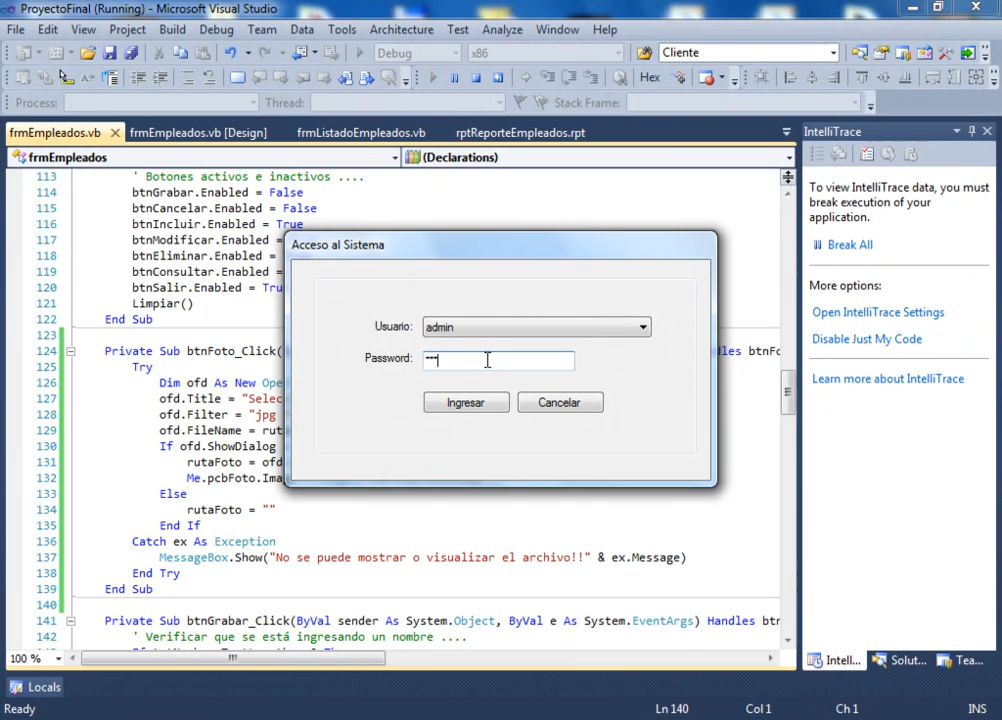 ProyectoFinal (Running) - Microsoft Visual Studio
File Edit View Project Build Debug Team Data Tools Architecture Test Analyze Window Help
Debug x86 Cliente
Hex
Process: Thread: Stack Frame:
frmEmpleados.vb frmEmpleados.vb [Design] frmListadoEmpleados.vb rptReporteEmpleados.rpt
frmEmpleados (Declarations)
113 ' Botones activos e inactivos ....
114 btnGrabar.Enabled = False
115 btnCancelar.Enabled = False
116 btnIncluir.Enabled = True
117 btnModificar.Enabled =
118 btnEliminar.Enabled =
119 btnConsultar.Enabled =
120 btnSalir.Enabled = Tru
121 Limpiar()
122 End Sub
123
124 Private Sub btnFoto_Click( ndles btnFo
125 Try
126 Dim ofd As New Ope
127 ofd.Title = "Selec
128 ofd.Filter = "jpg
129 ofd.FileName = rut
130 If ofd.ShowDialog
131 rutaFoto = ofd
132 Me.pcbFoto.Ima
133 Else
134 rutaFoto = ""
135 End If
136 Catch ex As Exception
137 MessageBox.Show("No se puede mostrar o visualizar el archivo!!" & ex.Message)
138 End Try
139 End Sub
140
141 Private Sub btnGrabar_Click(ByVal sender As System.Object, ByVal e As System.EventArgs) Handles btn
142 ' Verificar que se está ingresando un nombre ....
100 %
Acceso al Sistema
Usuario: admin
Password: ***
Ingresar Cancelar
IntelliTrace
To view IntelliTrace data, you must
break execution of your
application.
Break All
More options:
Open IntelliTrace Settings
Disable Just My Code
Learn more about IntelliTrace
Intell... Solut... Tea...
Locals
Ready Ln 140 Col 1 Ch 1 INS